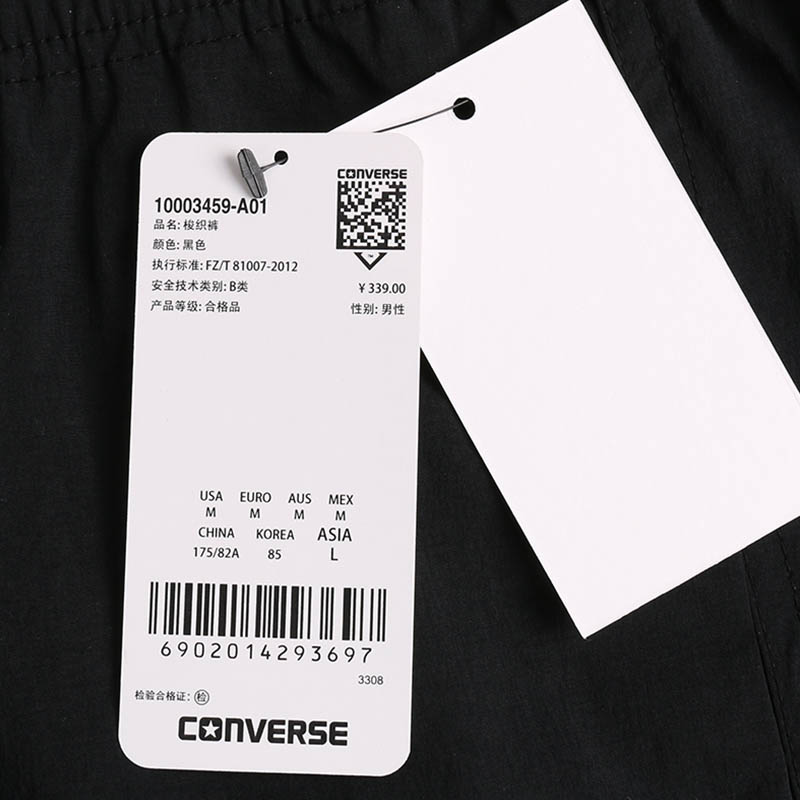 CONVERSE
10003459-A01
品名: 梭织裤
颜色: 黑色
执行标准: FZ/T 81007-2012
安全技术类别: B类
¥ 339.00
产品等级: 合格品
性别: 男性
USA EURO AUS MEX
M M M M
CHINA KOREA ASIA
175/82A 85 L
6902014293697
3308
检验合格证: 检
CONVERSE